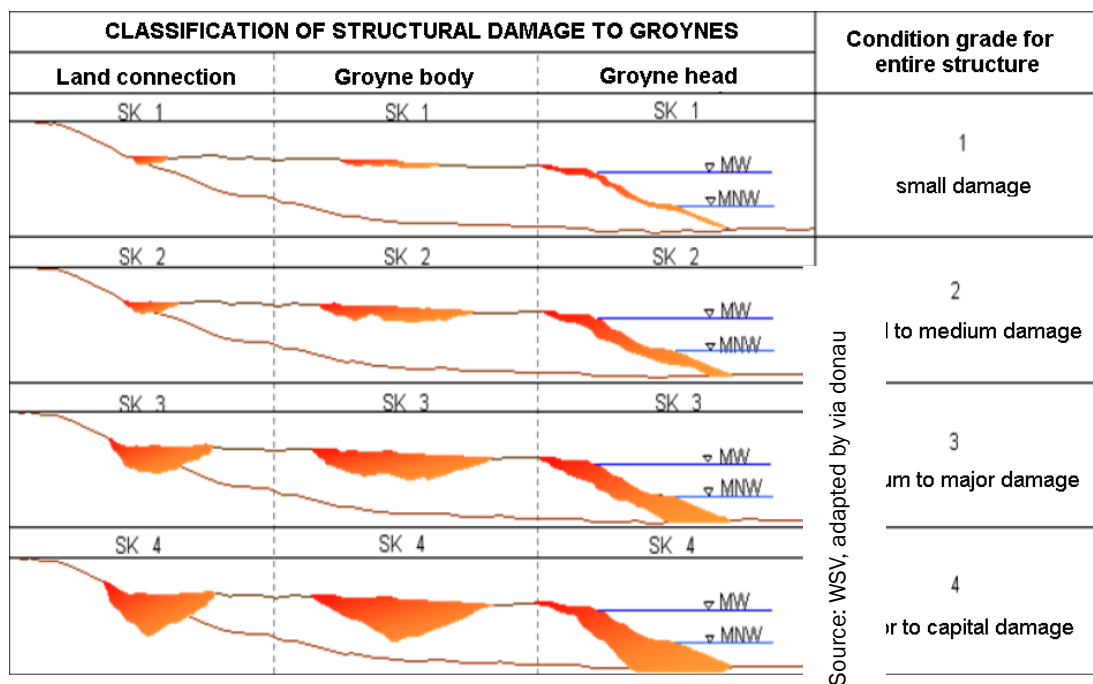 CLASSIFICATION OF STRUCTURAL DAMAGE TO GROYNES
Condition grade for
entire structure
Land connection Groyne body Groyne head
SK 1 SK 1 SK 1
MW
MNW
1
small damage
SK 2 SK 2 SK 2
MW
MNW
2
to medium damage
SK 3 SK 3 SK 3
MW
MNW
3
to major damage
SK 4 SK 4 SK 4
MW
MNW
4
to capital damage
Source: WSV, adapted by via donau